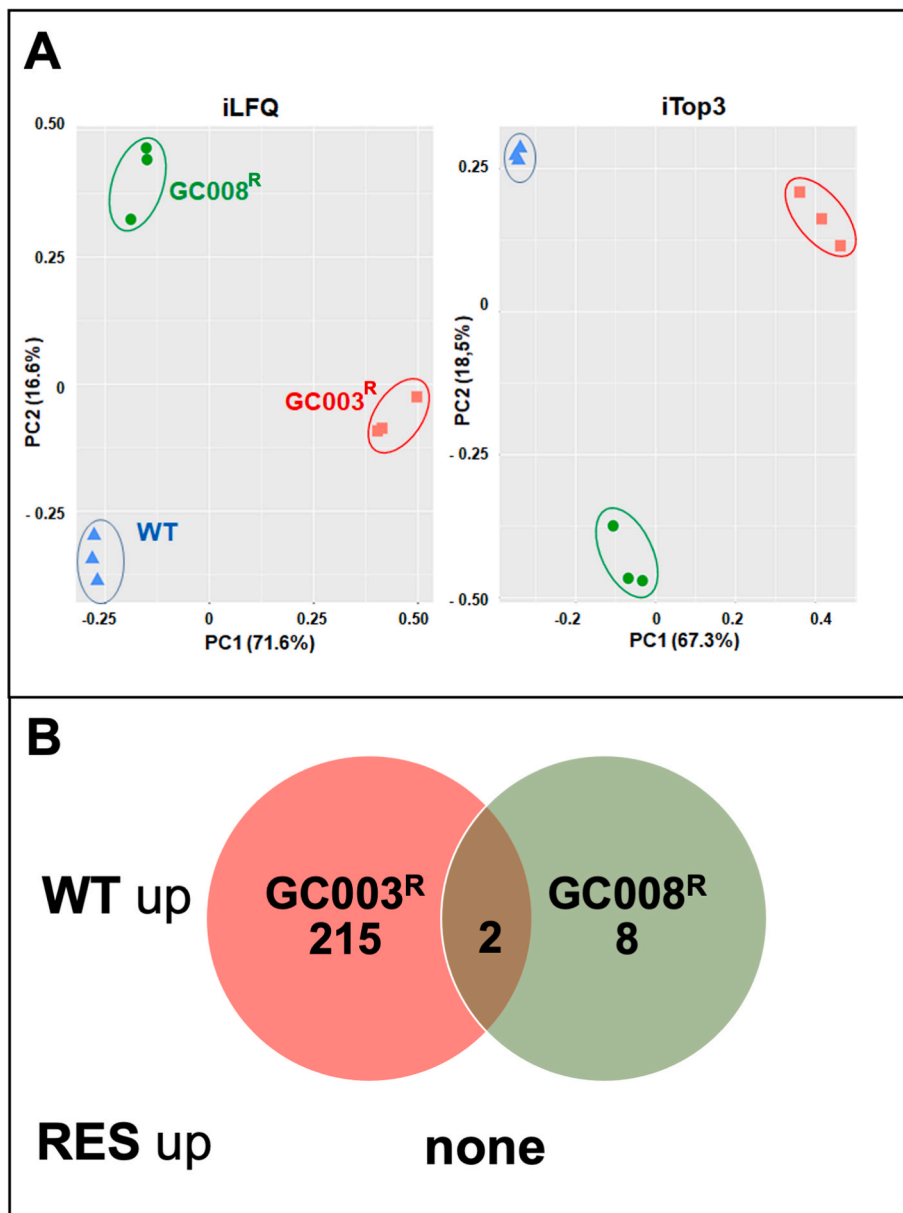 A
iLFQ
iTop3
0.50
0.25
0
- 0.25
PC2 (16.6%)
GC008R
GC003R
WT
-0.25
0
0.25
0.50
PC1 (71.6%)
0.25
0
- 0.25
- 0.50
PC2 (18,5%)
-0.2
0
0.2
0.4
PC1 (67.3%)
B
WT up
GC003R
215
2
GC008R
8
RES up
none